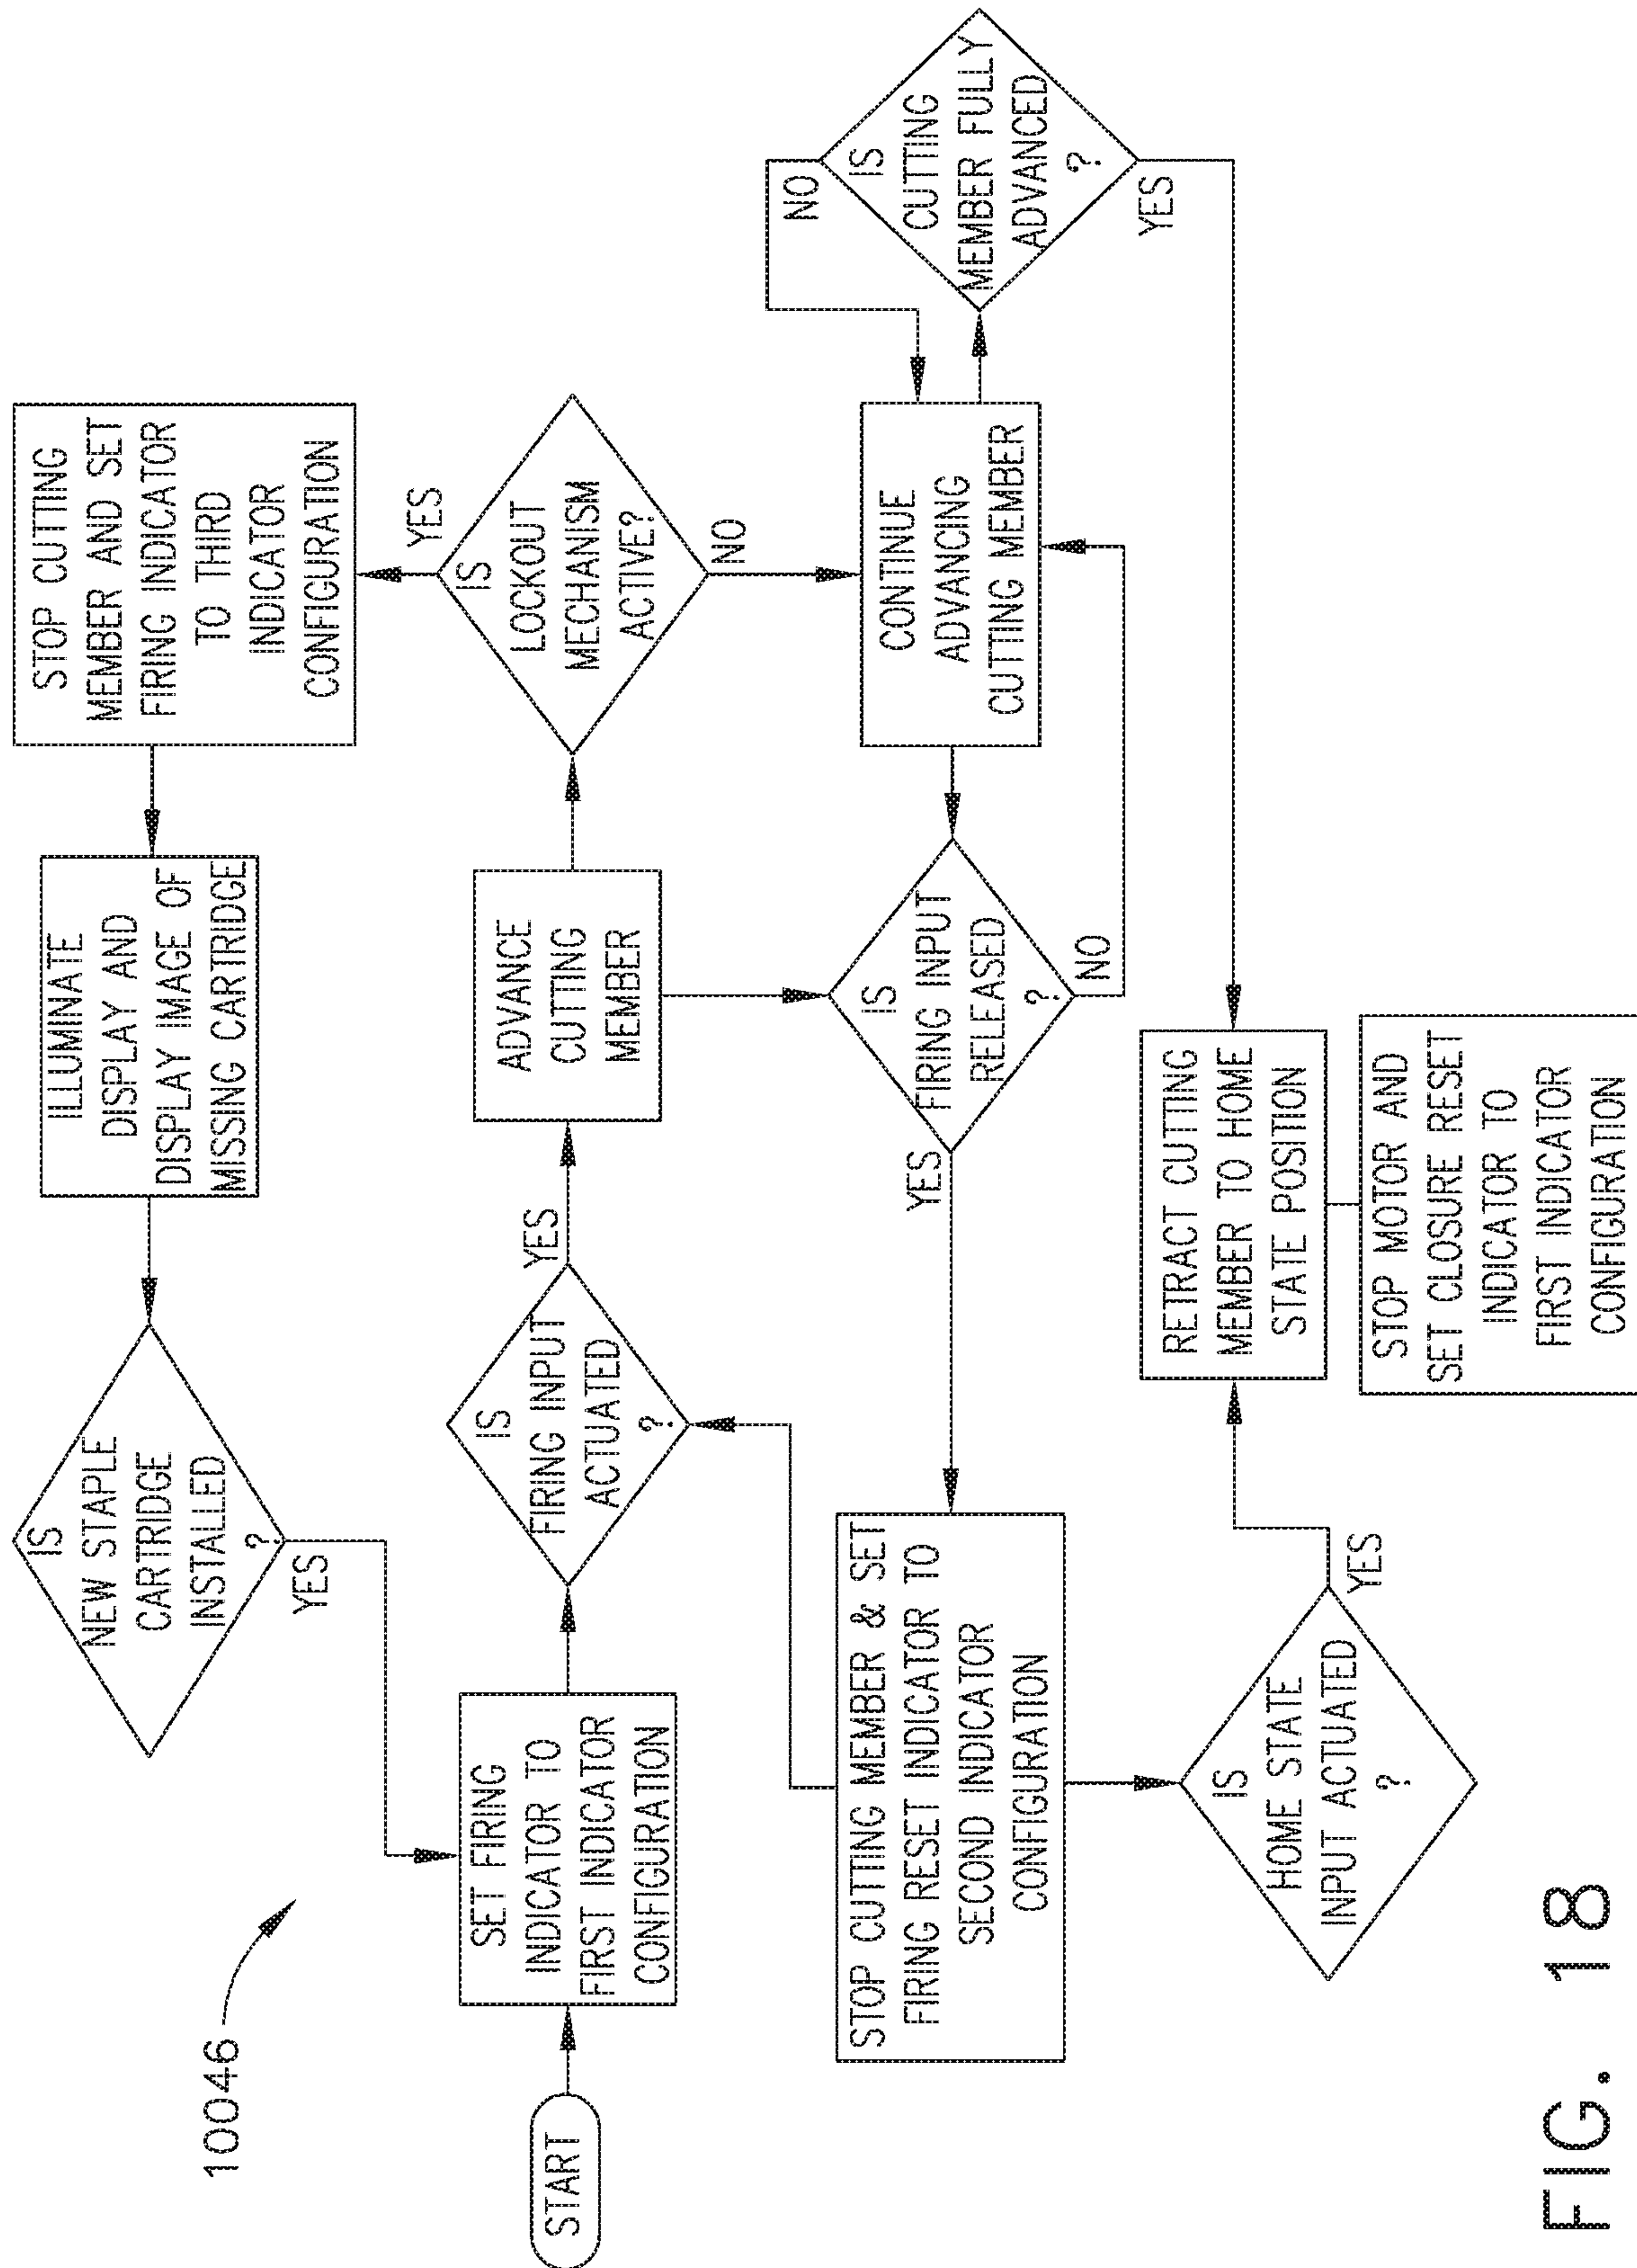 10046
START
SET FIRING
INDICATOR TO
FIRST INDICATOR
CONFIGURATION
IS
FIRING INPUT
ACTUATED
?
YES
ADVANCE
CUTTING
MEMBER
IS
LOCKOUT
MECHANISM
ACTIVE?
YES
NO
STOP CUTTING
MEMBER AND SET
FIRING INDICATOR
TO THIRD
INDICATOR
CONFIGURATION
ILLUMINATE
DISPLAY AND
DISPLAY IMAGE OF
MISSING CARTRIDGE
IS
NEW STAPLE
CARTRIDGE
INSTALLED
?
YES
CONTINUE
ADVANCING
CUTTING MEMBER
IS
CUTTING
MEMBER FULLY
ADVANCED
?
NO
YES
IS
FIRING INPUT
RELEASED
?
NO
YES
STOP CUTTING MEMBER & SET
FIRING RESET INDICATOR TO
SECOND INDICATOR
CONFIGURATION
IS
HOME STATE
INPUT ACTUATED
?
YES
RETRACT CUTTING
MEMBER TO HOME
STATE POSITION
STOP MOTOR AND
SET CLOSURE RESET
INDICATOR TO
FIRST INDICATOR
CONFIGURATION
FIG. 18